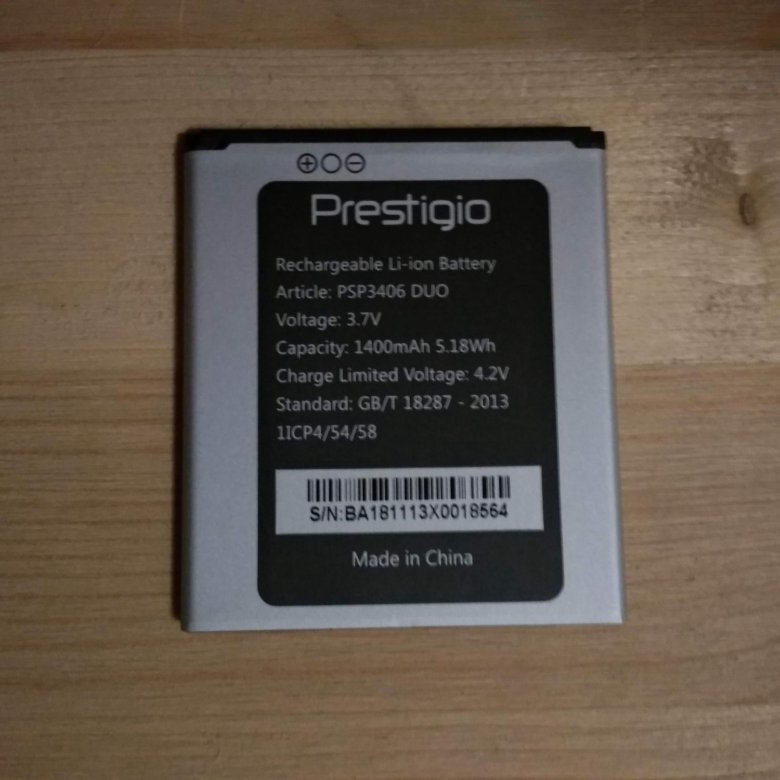 Prestigio
Rechargeable Li-ion Battery
Article: PSP3406 DUO
Voltage: 3.7V
Capacity: 1400mAh 5.18Wh
Charge Limited Voltage: 4.2V
Standard: GB/T 18287 - 2013
1ICP4/54/58
S/N:BA181113X0018564
Made in China